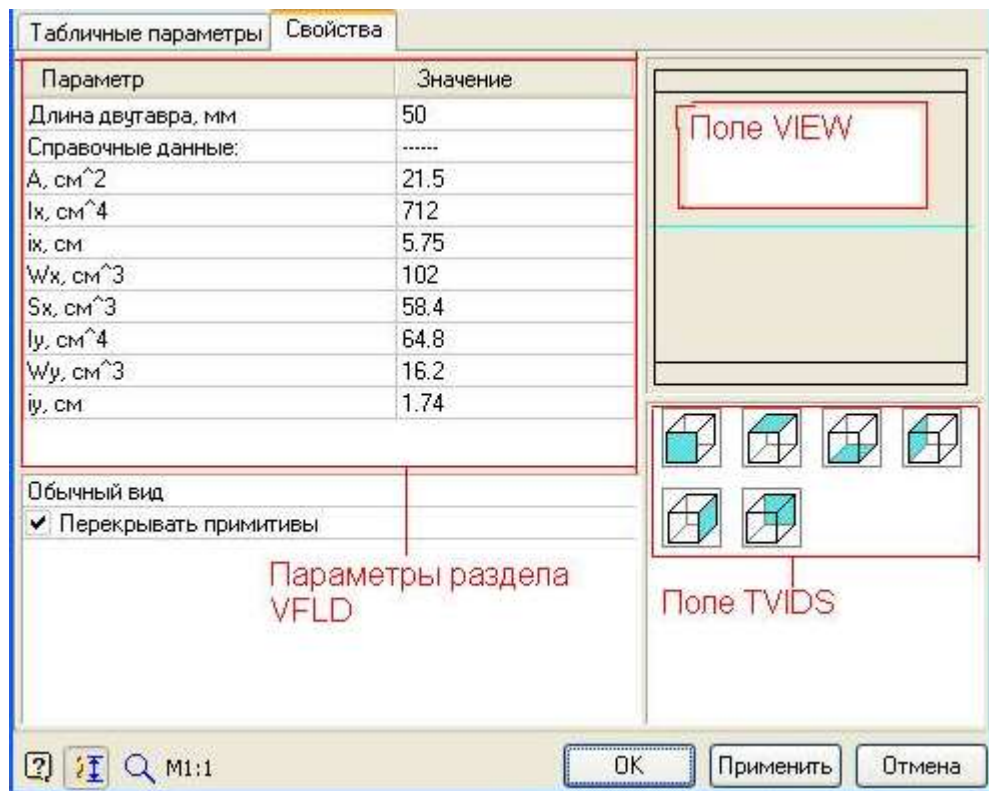 Табличные параметры Свойства
Параметр Значение
Длина двутавра, мм 50
Справочные данные: ------
A, см^2 21.5
Ix, см^4 712
ix, см 5.75
Wx, см^3 102
Sx, см^3 58.4
Iy, см^4 64.8
Wy, см^3 16.2
iy, см 1.74
Поле VIEW
Обычный вид
Перекрывать примитивы
Параметры раздела
VFLD
Поле TVIDS
M1:1
OK Применить Отмена